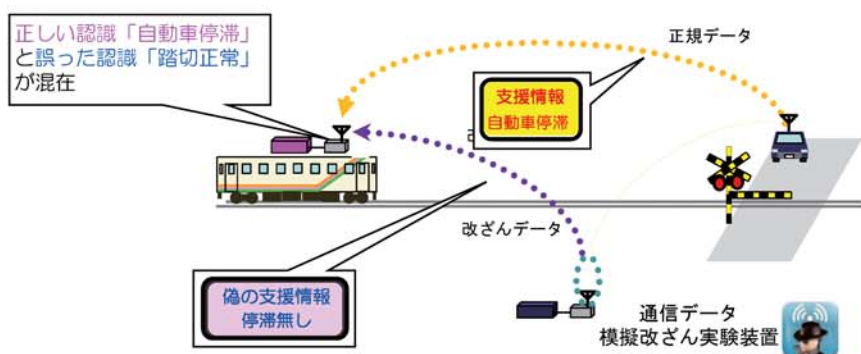 正しい認識「自動車停滞」
と誤った認識「踏切正常」
が混在
正規データ
支援情報
自動車停滞
改ざんデータ
偽の支援情報
停滞無し
通信データ
模擬改ざん実験装置